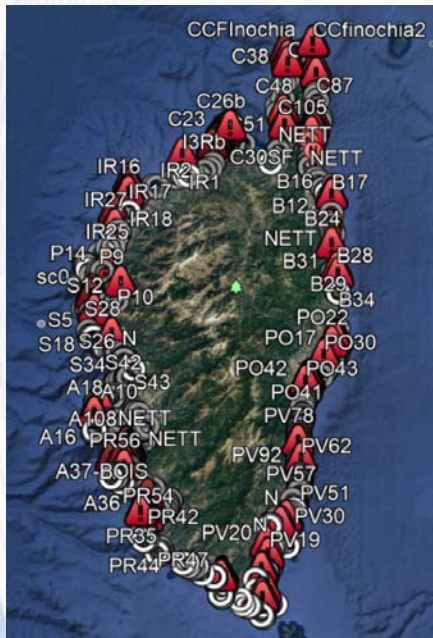 CCFInochia
CCfinochia2
C38
C48
C87
C26b
C105
C23
C51
I3Rb
NETT
C30SF
NETT
IR16
IR2
IR1
IR17
B16
B17
IR27
IR18
B12
B24
IR25
NETT
P14
P9
B31
B28
sc0
S12
P10
B29
B34
S28
S5
PO22
S26
N
PO17
PO30
S18
S34
S42
PO42
PO43
S43
A18
A10
PO41
A108NETT
PV78
A16
PR56
NETT
PV92
PV62
A37-BOIS
PV57
A36
PR54
N
PV51
PR42
PV30
N
PR35
PV20
PV19
PR44
PR47